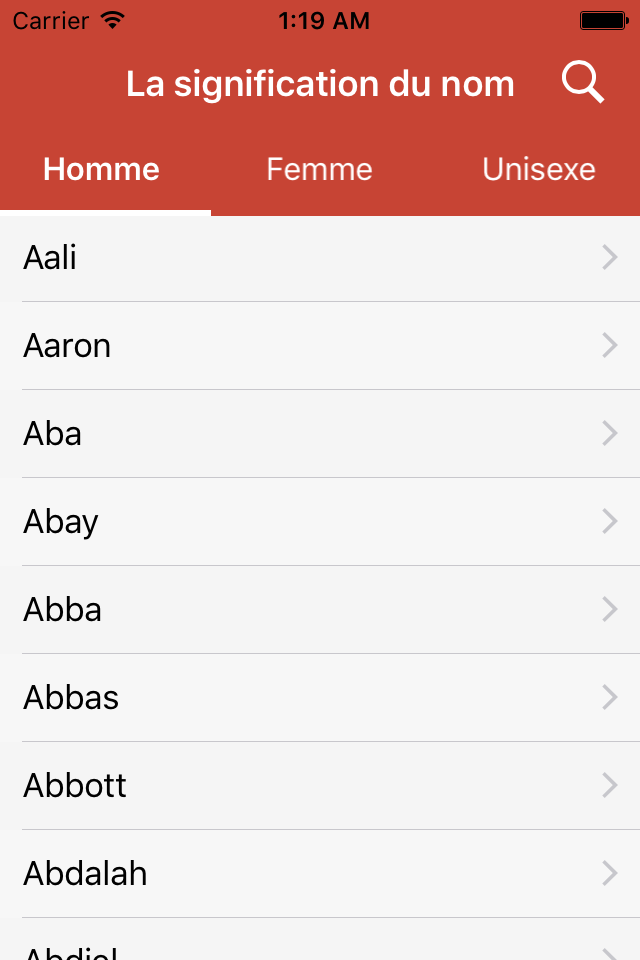 Carrier 1:19 AM
La signification du nom
Homme Femme Unisexe
Aali
Aaron
Aba
Abay
Abba
Abbas
Abbott
Abdalah
Abdiel